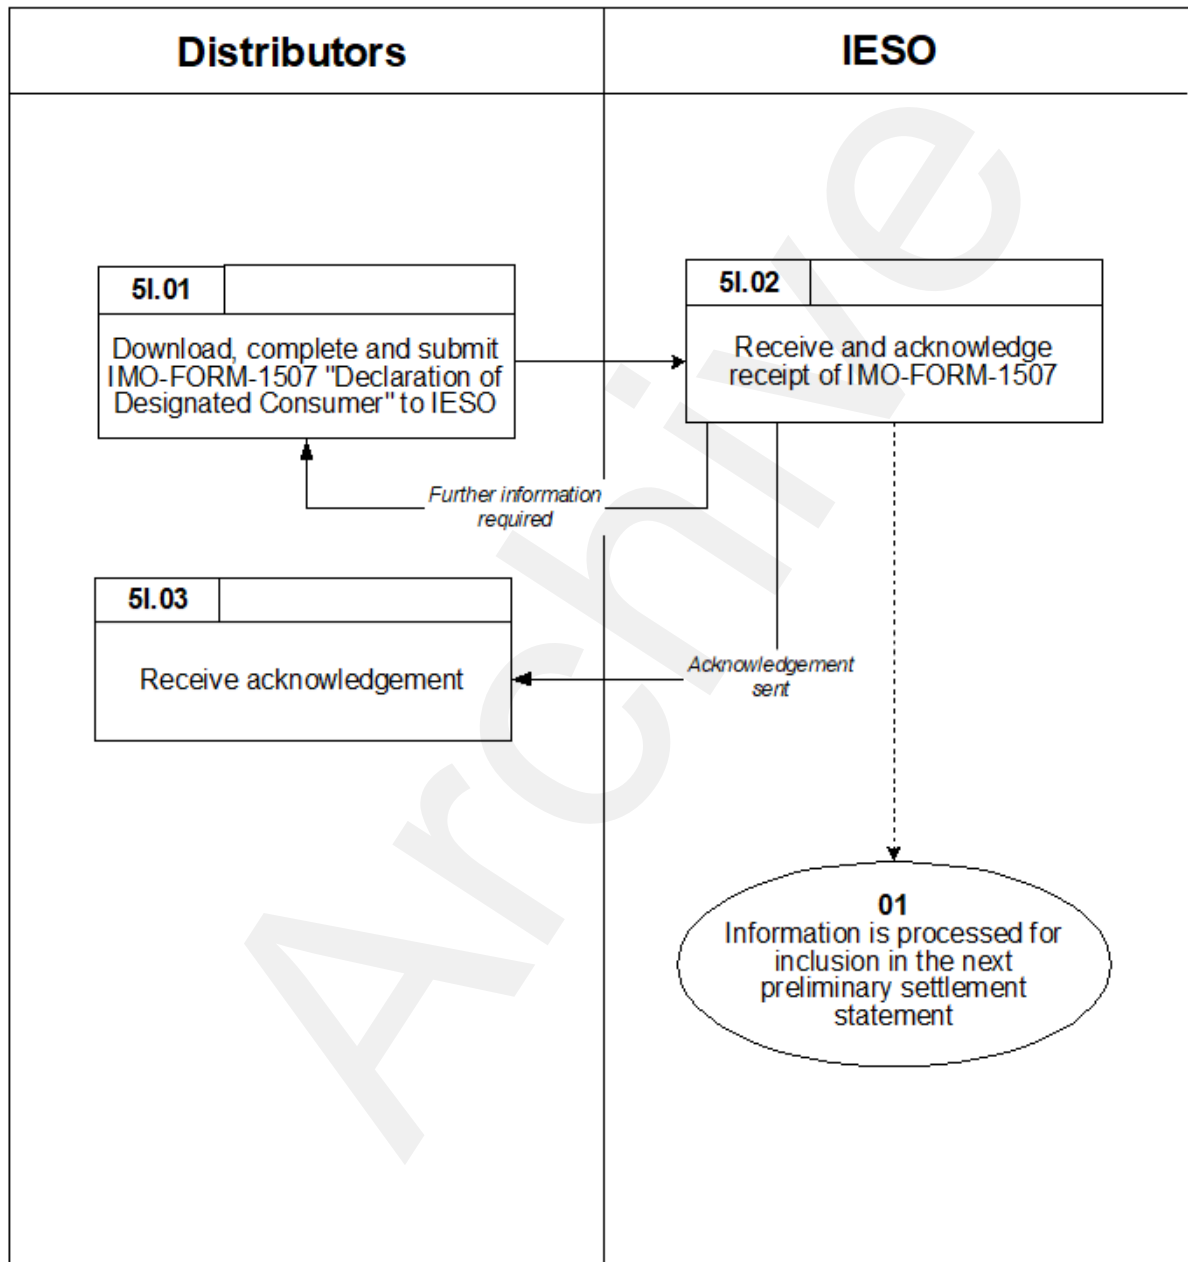 Distributors
IESO
5I.01
Download, complete and submit
IMO-FORM-1507 "Declaration of
Designated Consumer" to IESO
5I.02
Receive and acknowledge
receipt of IMO-FORM-1507
Further information
required
5I.03
Receive acknowledgement
Acknowledgement
sent
01
Information is processed for
inclusion in the next
preliminary settlement
statement
Archive